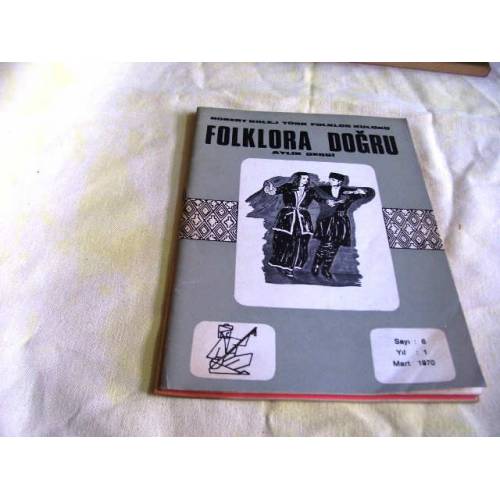 ROBERT KOLEJ TÜRK FOLKLOR KULÜBÜ
FOLKLORA DOĞRU
AYLIK DERGİ
Sayı : 6
Yıl : 1
Mart 1970